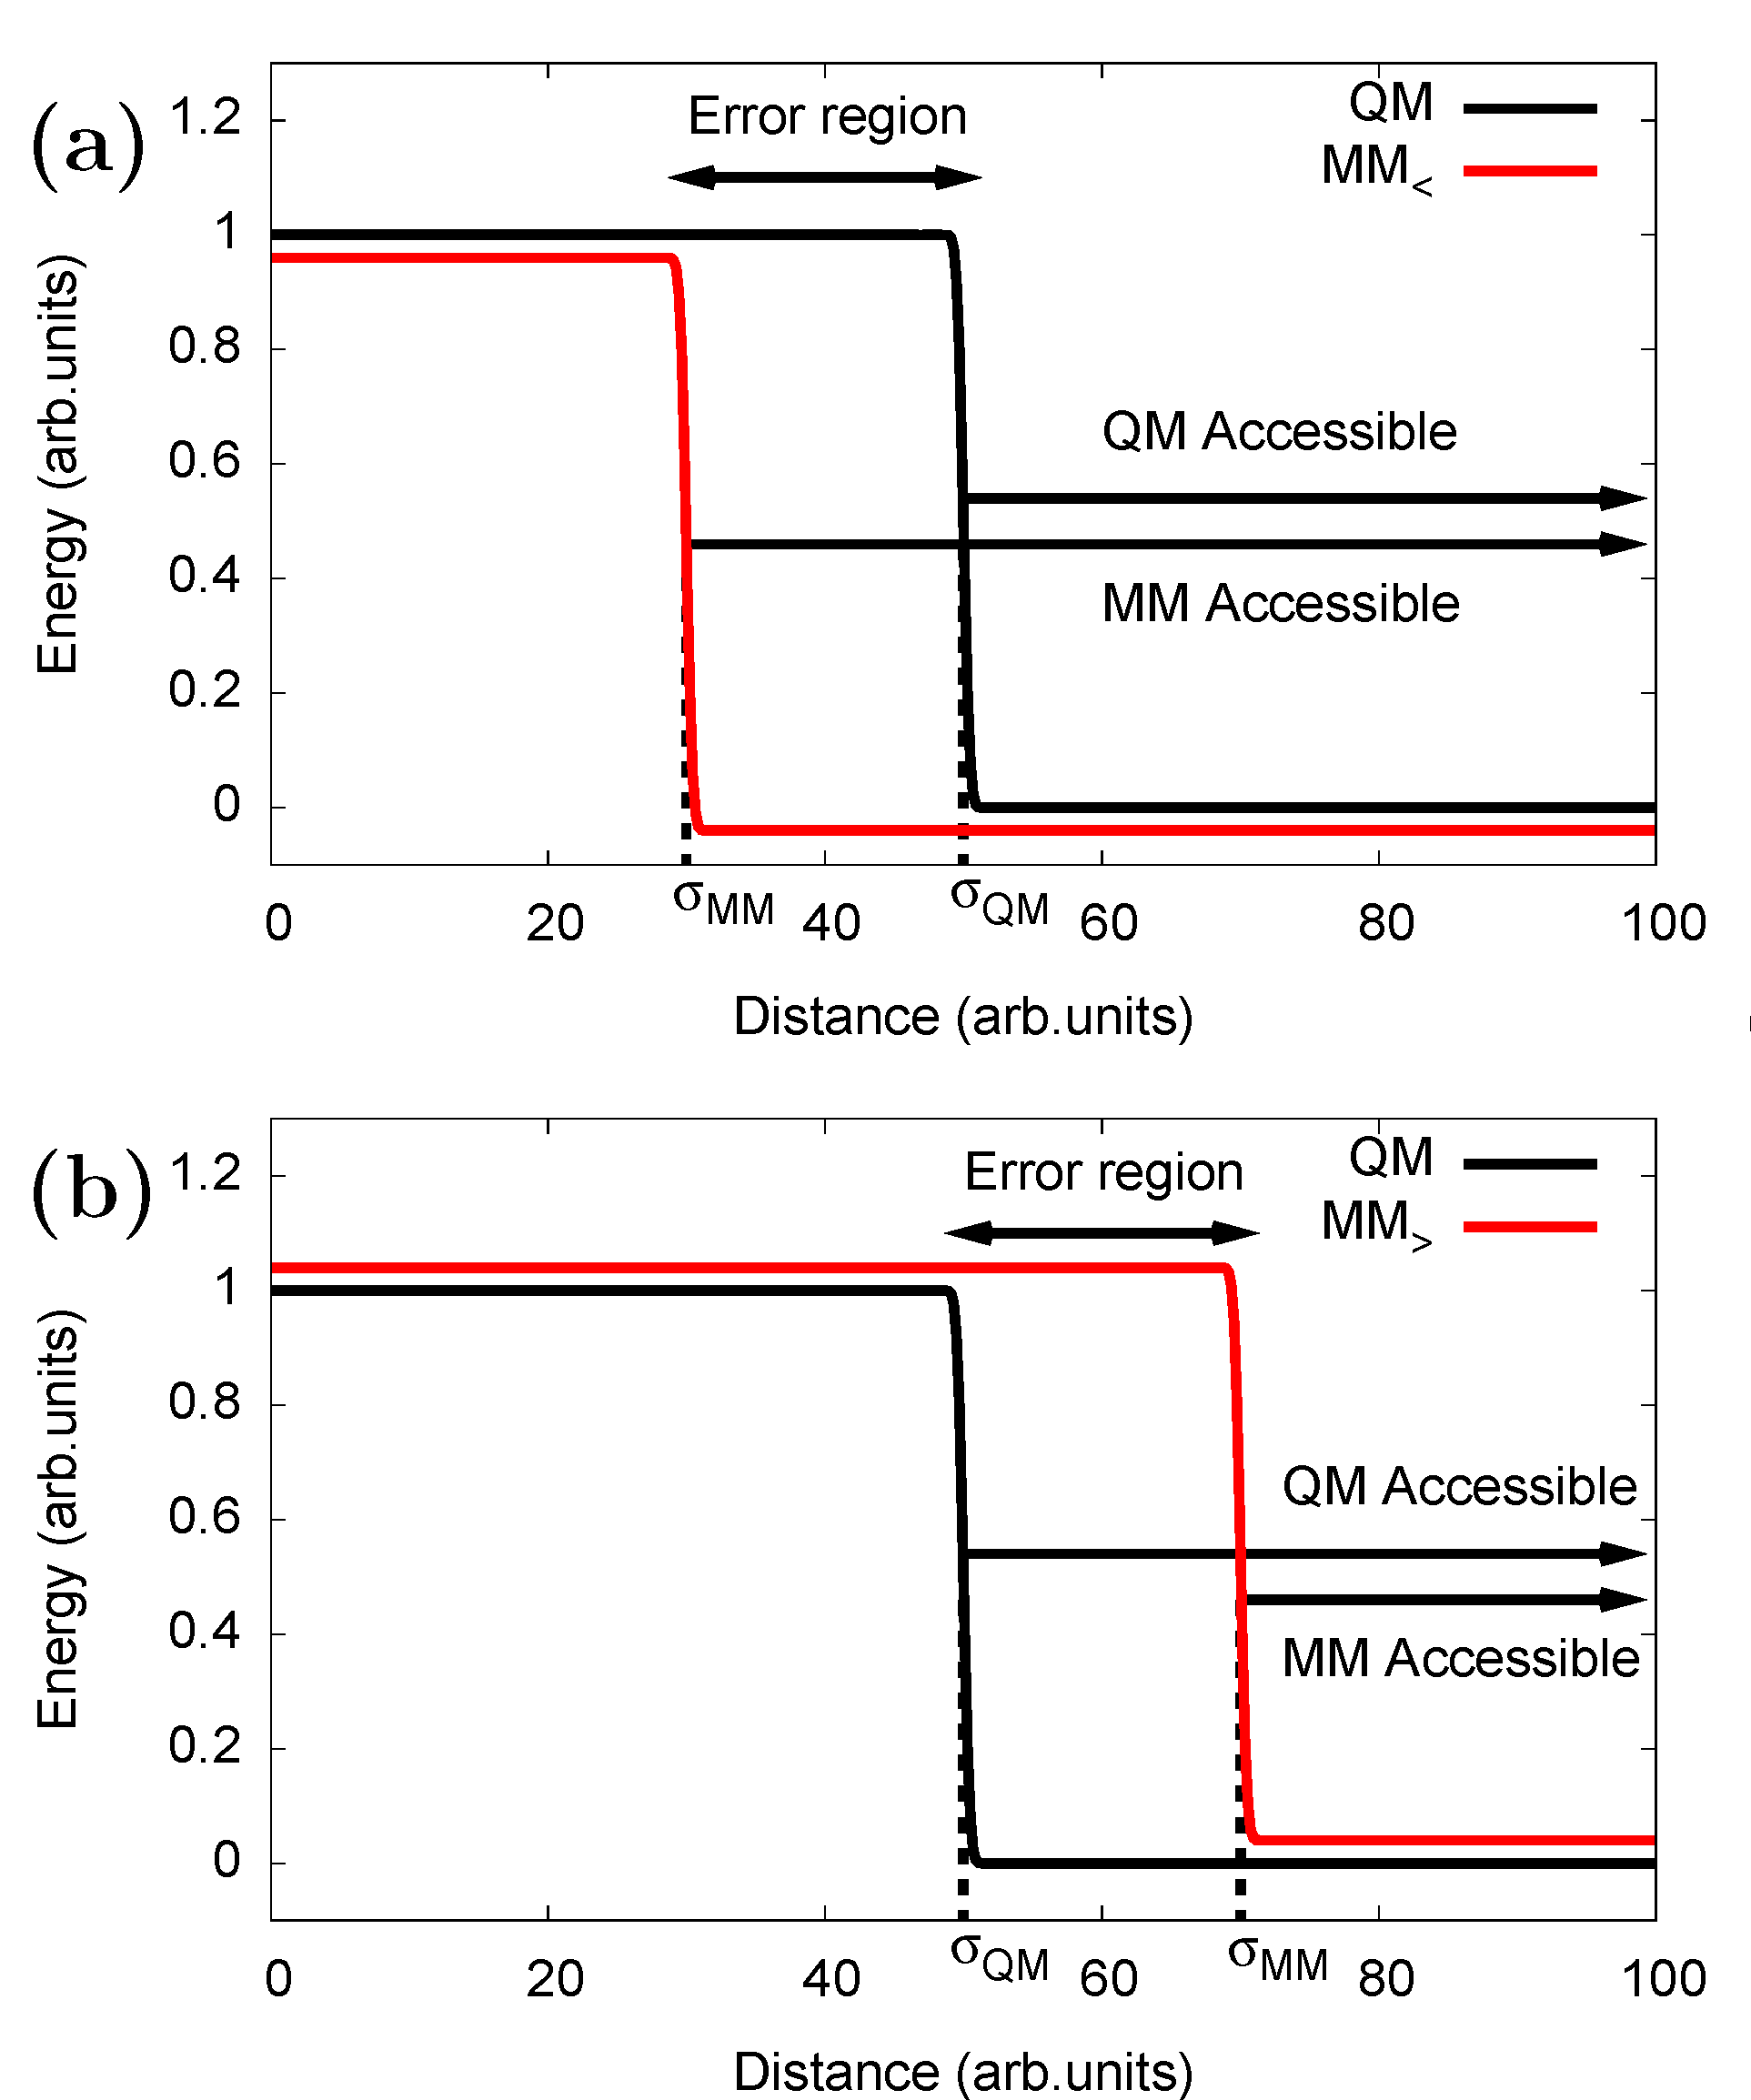 (a)
Error region
QM
MM<
1.2
1
0.8
0.6
0.4
0.2
0
Energy (arb.units)
QM Accessible
MM Accessible
σMM
σQM
0 20 40 60 80 100
Distance (arb.units)
(b)
Error region
QM
MM>
1.2
1
0.8
0.6
0.4
0.2
0
Energy (arb.units)
QM Accessible
MM Accessible
σQM
σMM
0 20 40 60 80 100
Distance (arb.units)